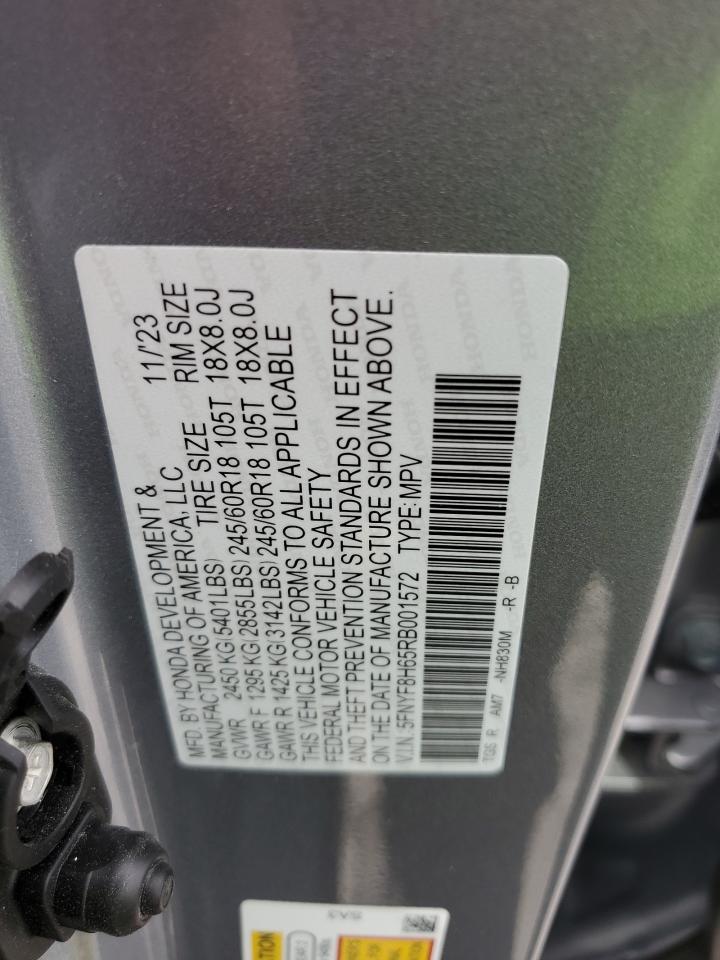 MFD. BY HONDA DEVELOPMENT & 11/'23
MANUFACTURING OF AMERICA, LLC
TIRE SIZE RIM SIZE
GVWR 2450 KG(5401LBS)
GAWR F 1295 KG(2855LBS) 245/60R18 105T 18X8.0J
GAWR R 1425 KG(3142LBS) 245/60R18 105T 18X8.0J
THIS VEHICLE CONFORMS TO ALL APPLICABLE
FEDERAL MOTOR VEHICLE SAFETY
AND THEFT PREVENTION STANDARDS IN EFFECT
ON THE DATE OF MANUFACTURE SHOWN ABOVE.
V.I.N.: 5FNYF8H65RB001572 TYPE: MPV
TG6S R AM7 -NH830M -R -B
HONDA
SAS